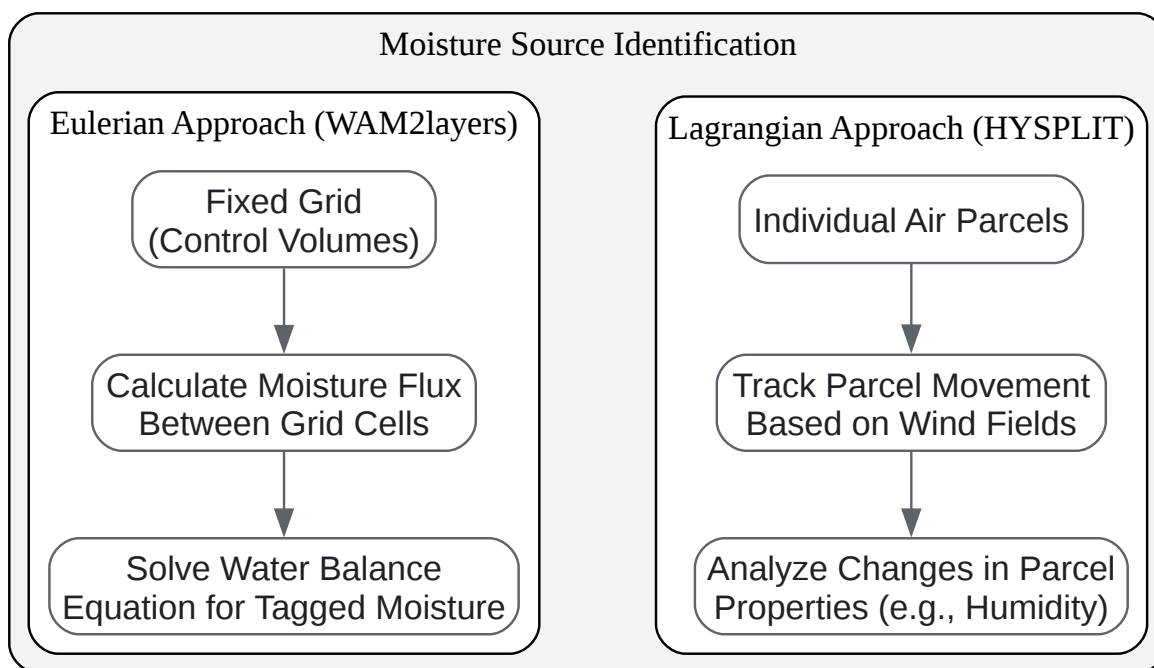 Moisture Source Identification
Eulerian Approach (WAM2layers)
Fixed Grid
(Control Volumes)
Calculate Moisture Flux
Between Grid Cells
Solve Water Balance
Equation for Tagged Moisture
Lagrangian Approach (HYSPLIT)
Individual Air Parcels
Track Parcel Movement
Based on Wind Fields
Analyze Changes in Parcel
Properties (e.g., Humidity)